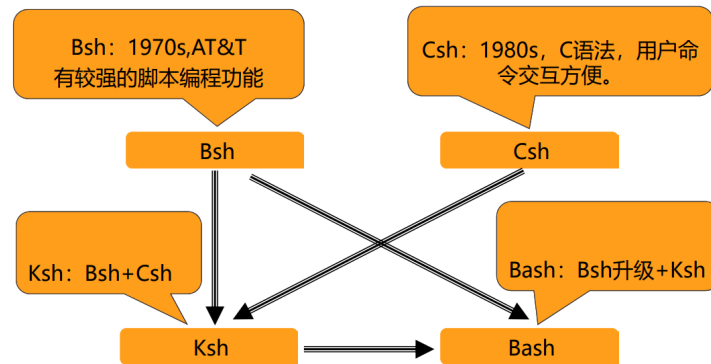 Bsh：1970s,AT&T
有较强的脚本编程功能
Csh：1980s，C语法，用户命
令交互方便。
Bsh
Csh
Ksh：Bsh+Csh
Bash：Bsh升级+Ksh
Ksh
Bash